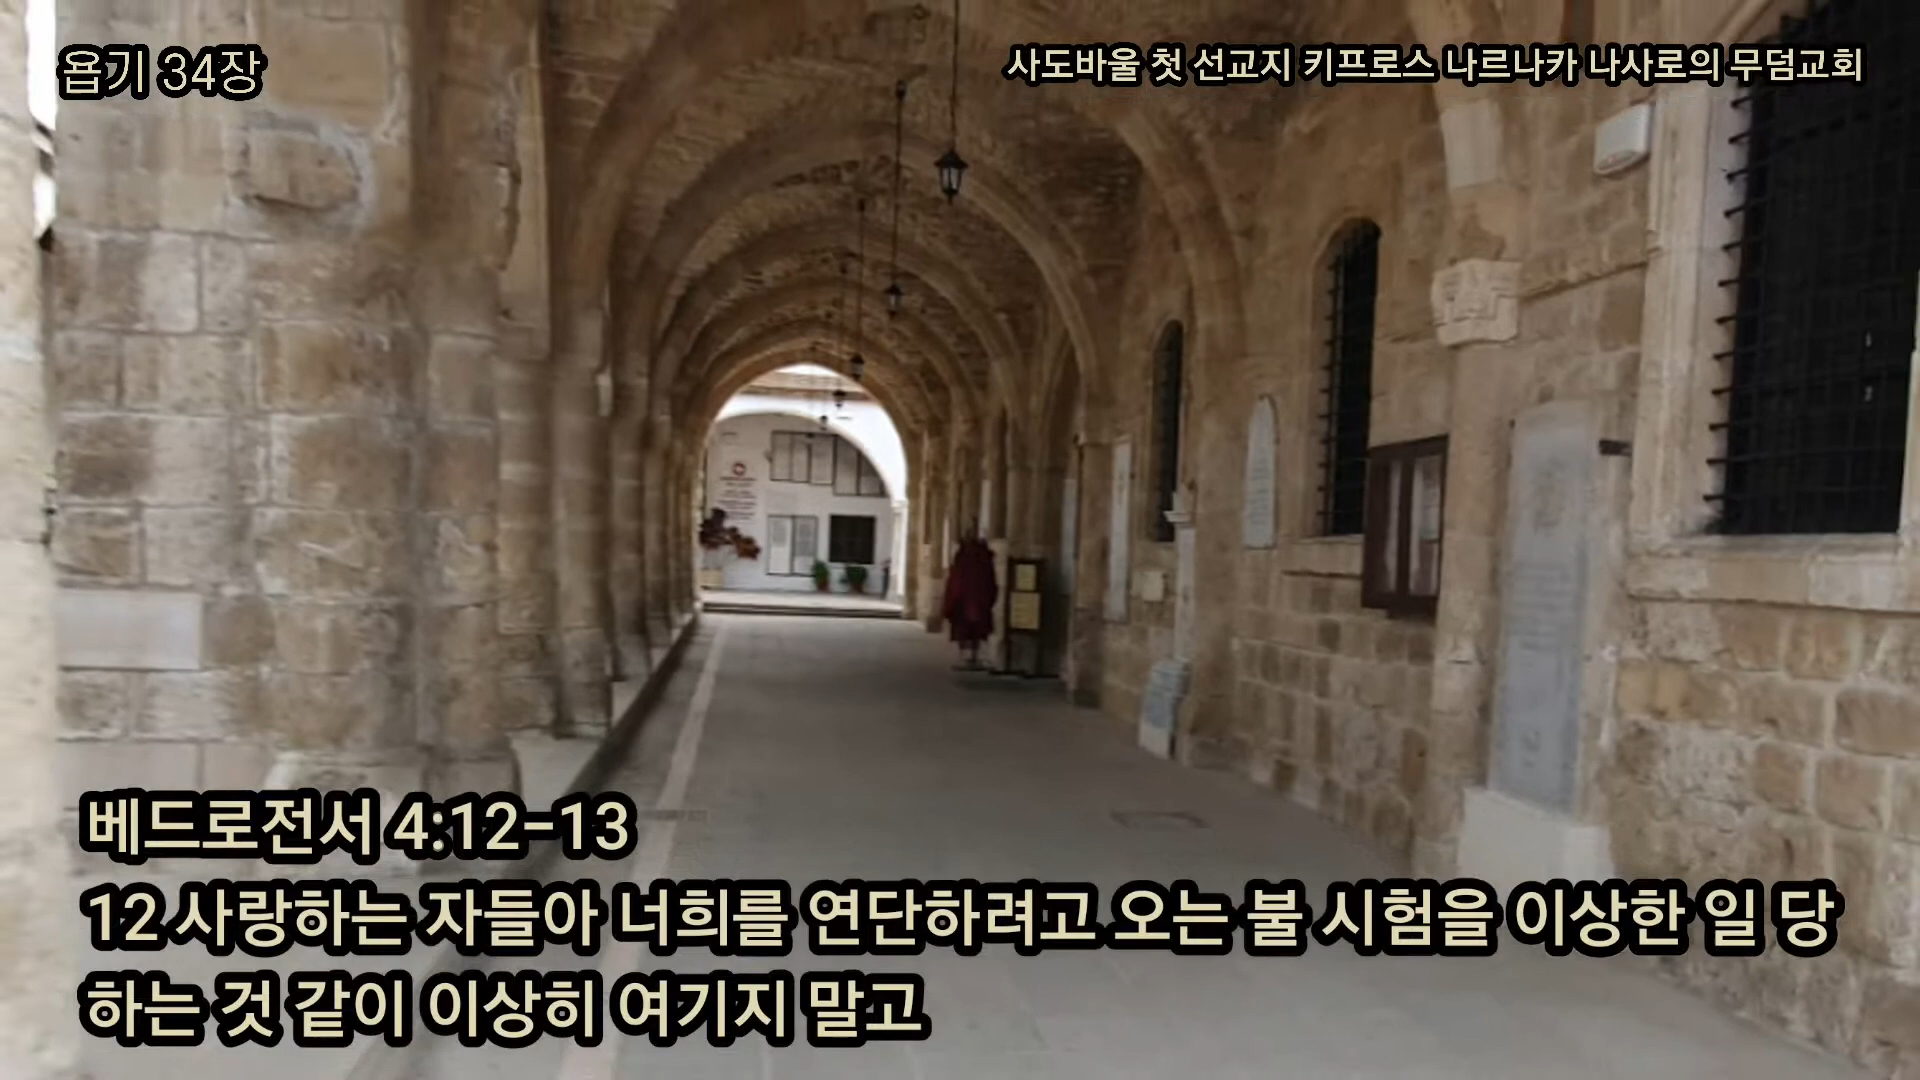 욥기 34장
사도바울 첫 선교지 키프로스 나르나카 나사로의 무덤교회
베드로전서 4:12-13
12 사랑하는 자들아 너희를 연단하려고 오는 불 시험을 이상한 일 당
하는 것 같이 이상히 여기지 말고